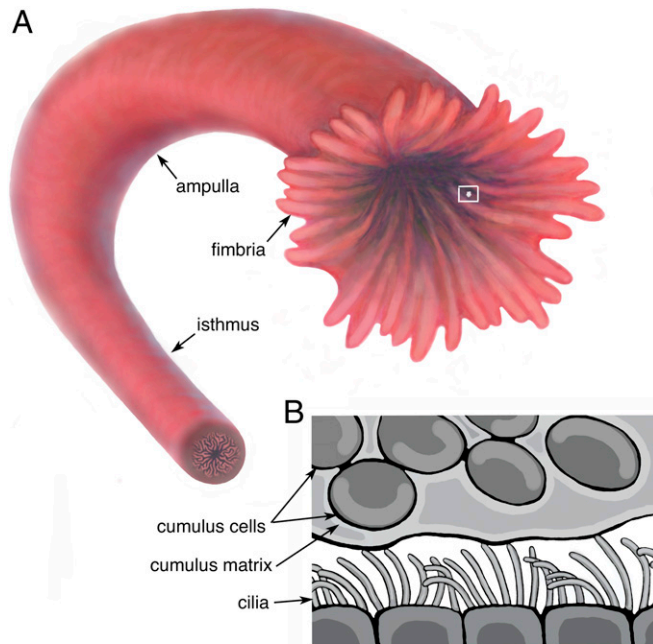 A
ampulla
fimbria
isthmus
B
cumulus cells
cumulus matrix
cilia